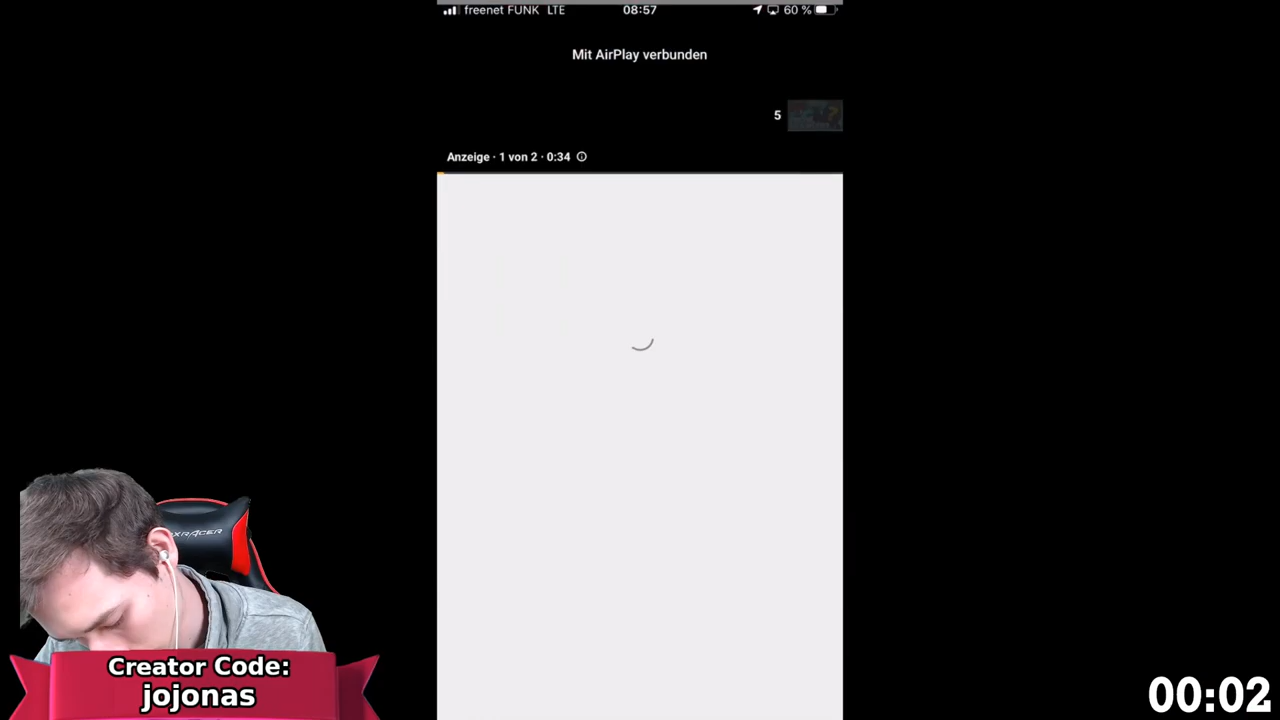 freenet FUNK LTE 08:57 60 %
Mit AirPlay verbunden
5
Anzeige · 1 von 2 · 0:34
Creator Code:
jojonas
00:02